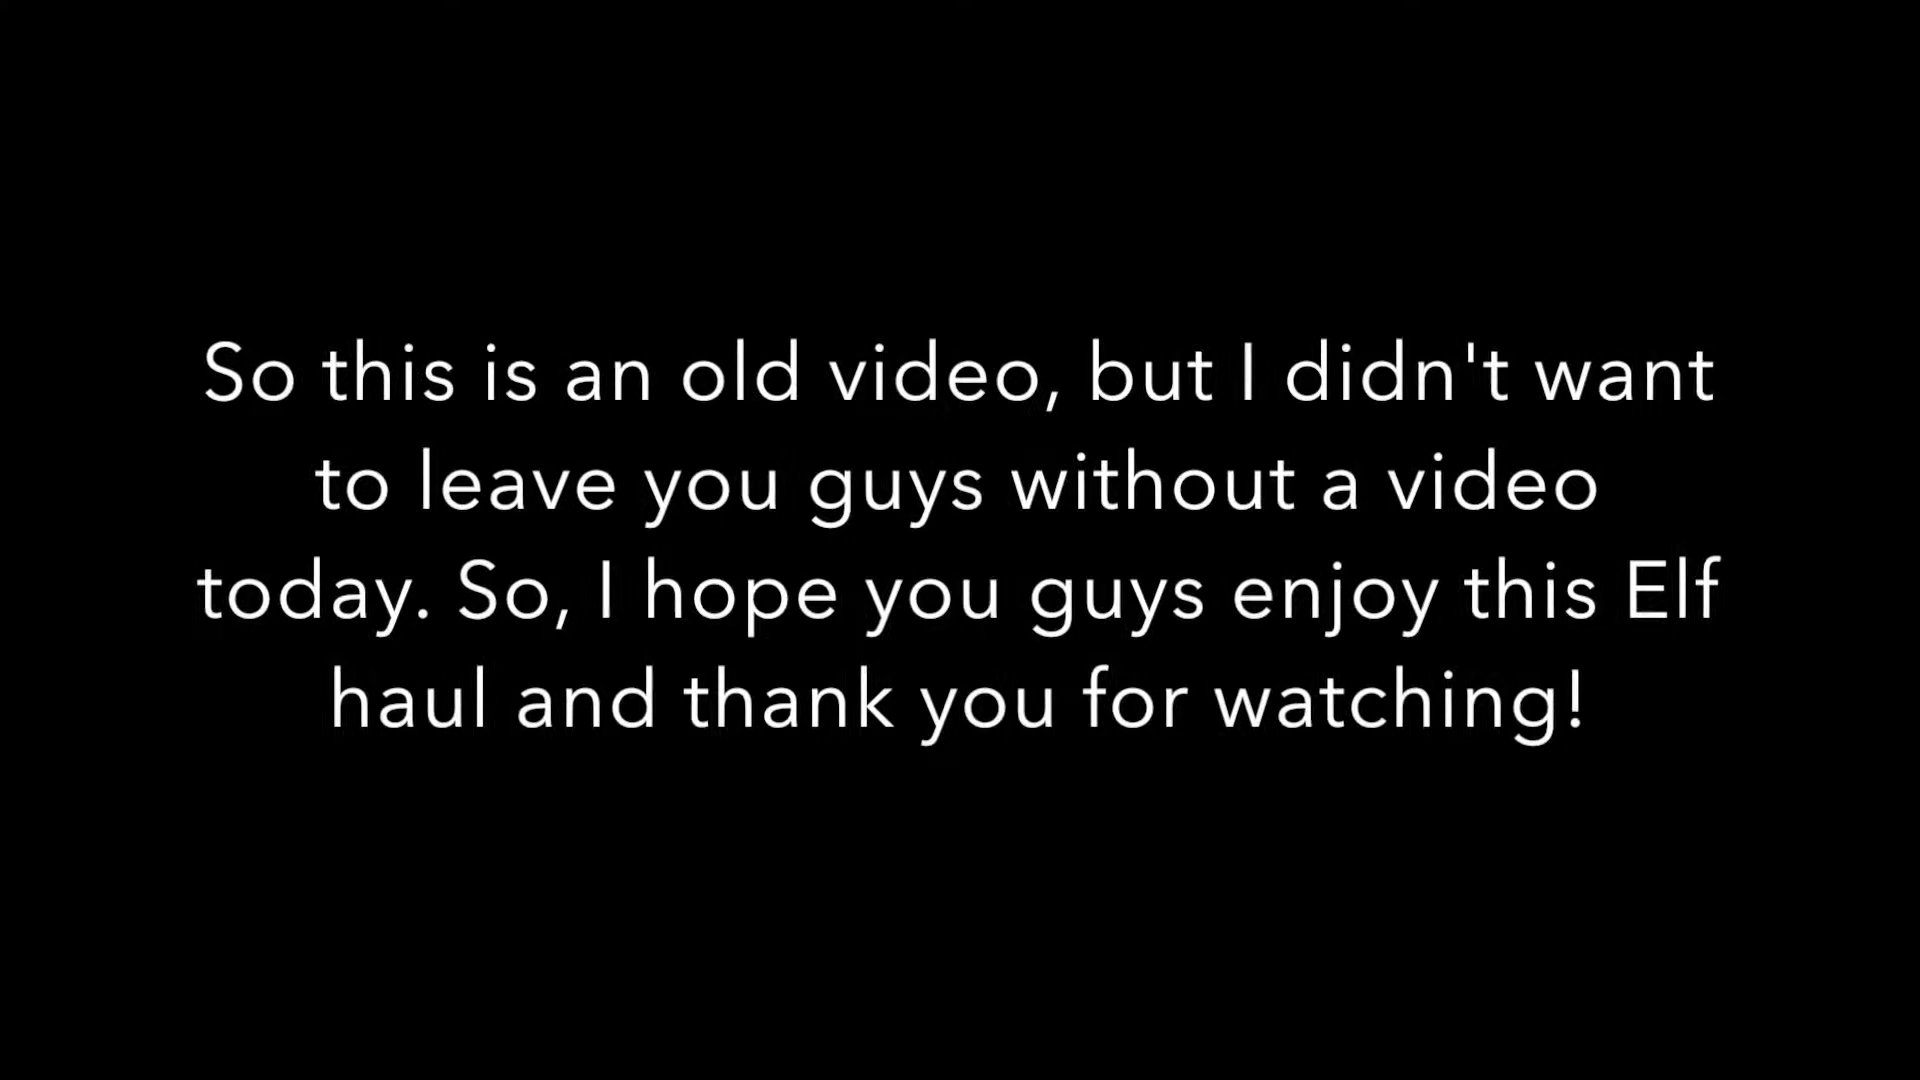 So this is an old video, but I didn't want
to leave you guys without a video
today. So, I hope you guys enjoy this Elf
haul and thank you for watching!